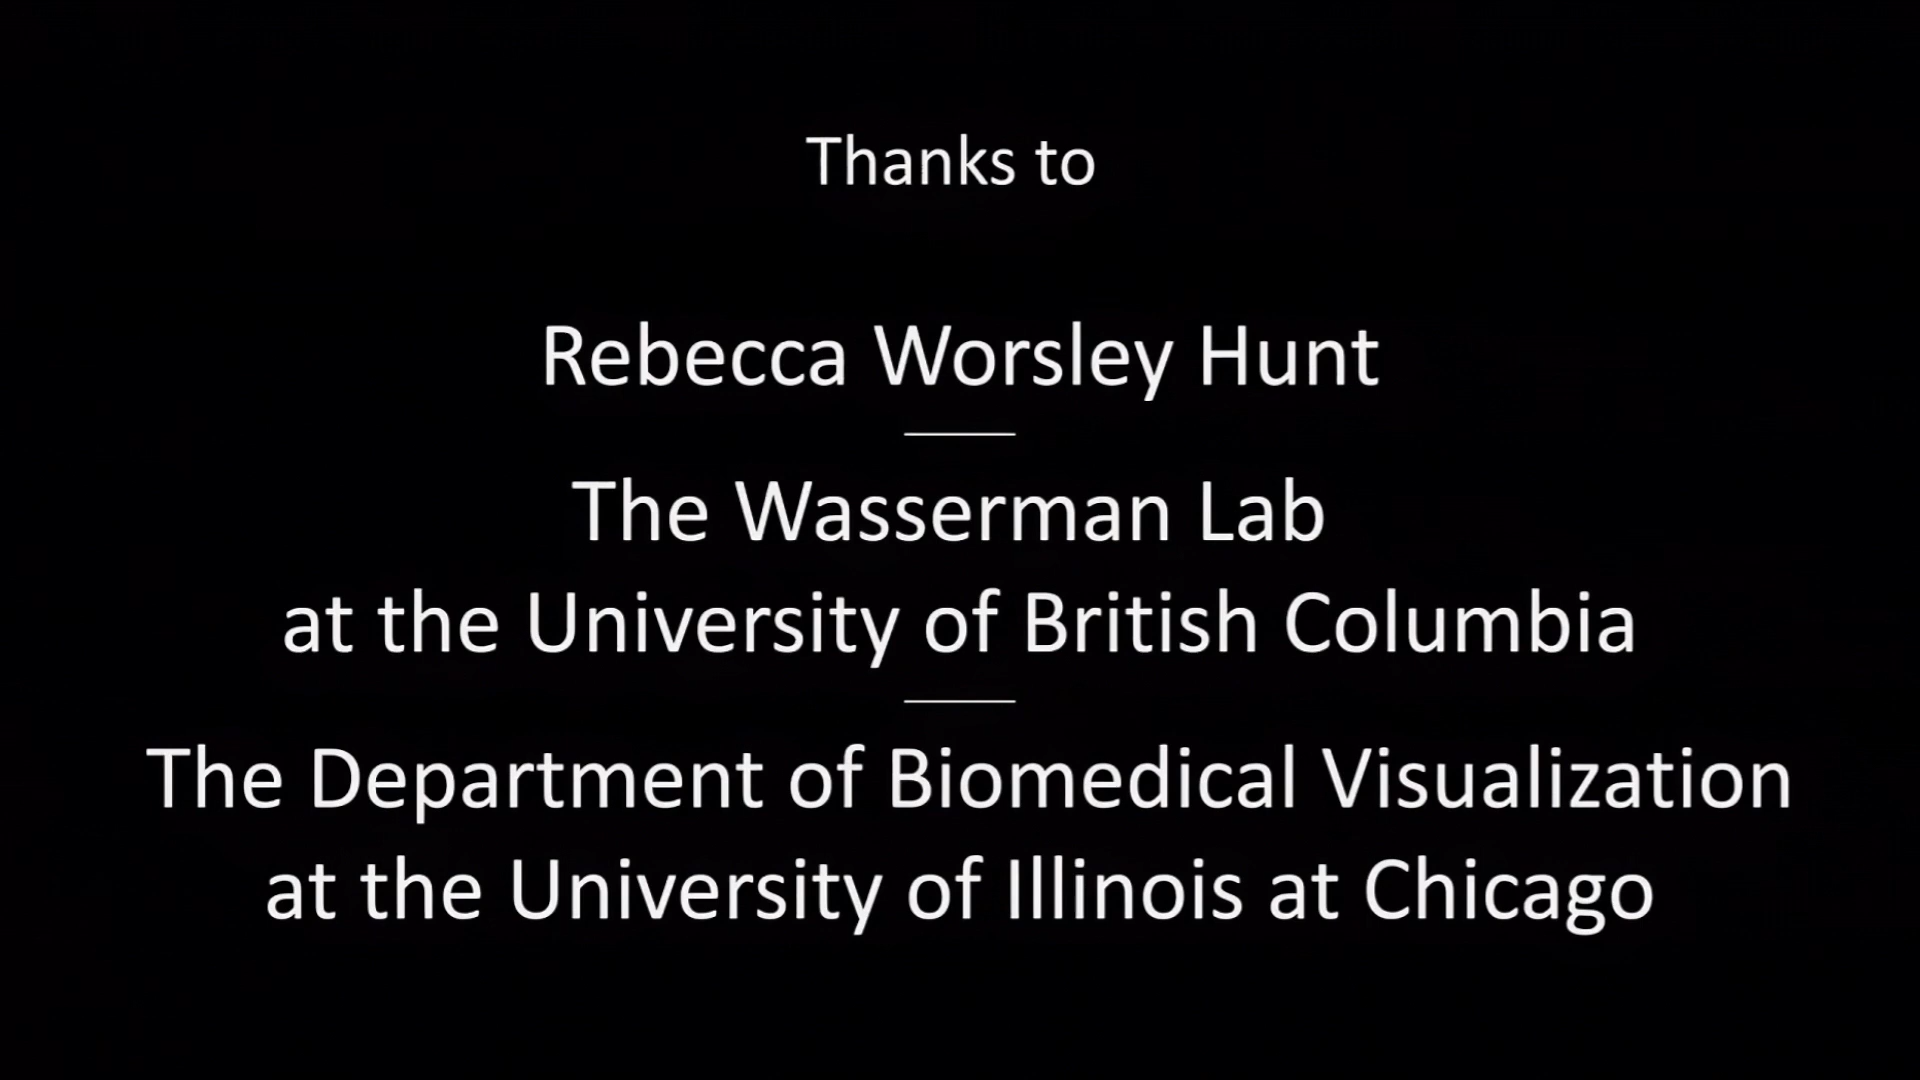 Thanks to
Rebecca Worsley Hunt
The Wasserman Lab
at the University of British Columbia
The Department of Biomedical Visualization
at the University of Illinois at Chicago